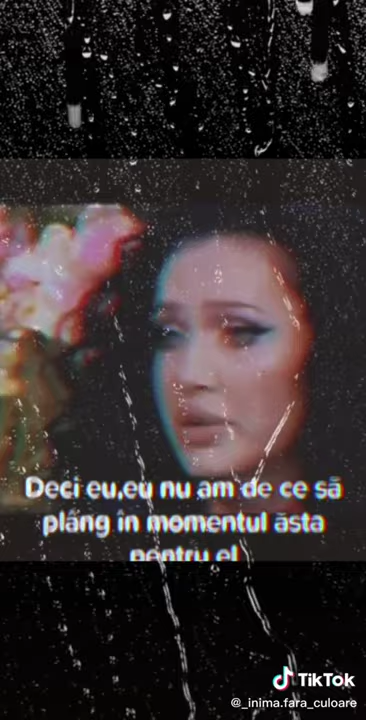 Deci eu,eu nu am de ce să
plâng în momentul ăsta
pentru el
TikTok
@_inima.fara_culoare